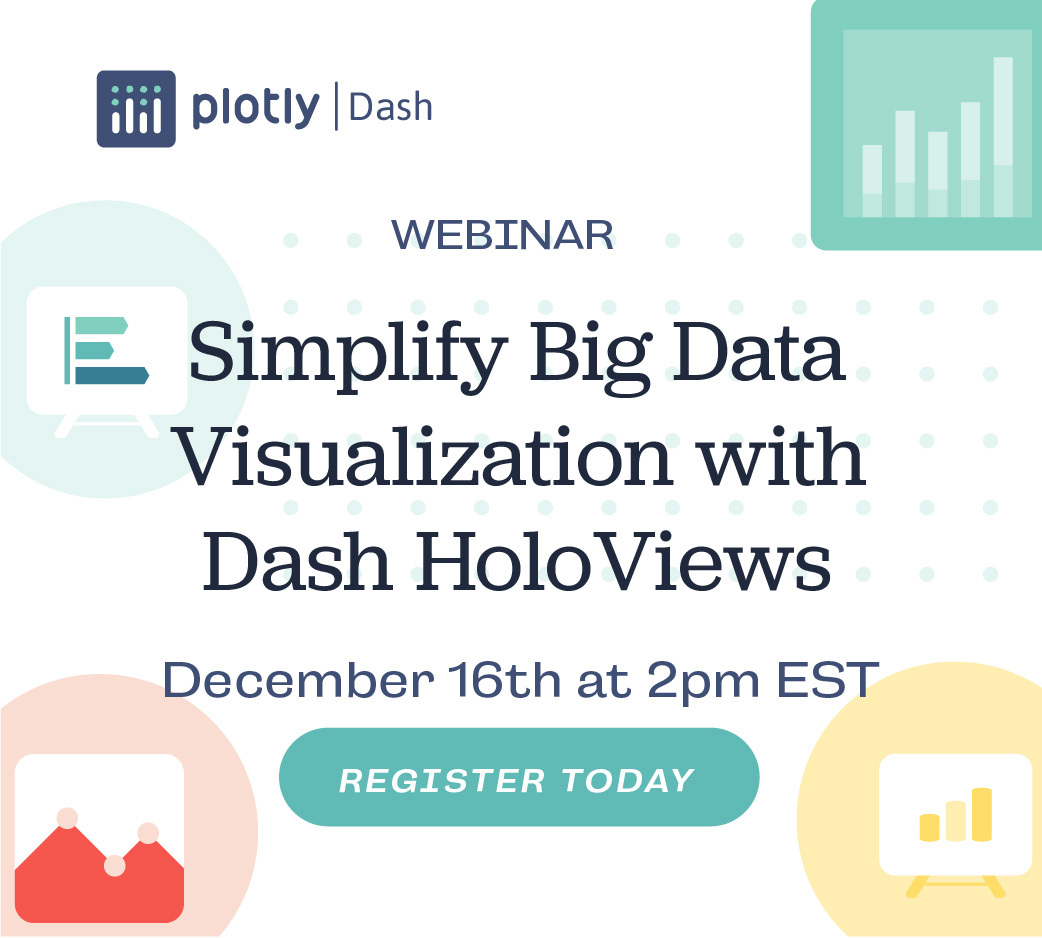 plotly | Dash
WEBINAR
Simplify Big Data
Visualization with
Dash HoloViews
December 16th at 2pm EST
REGISTER TODAY